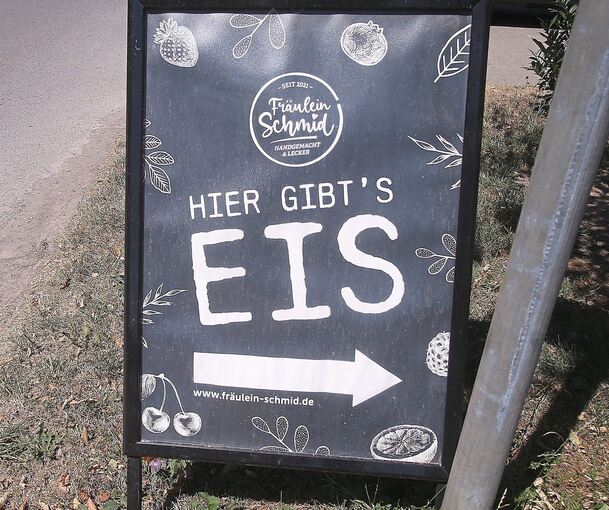 - SEIT 2021 -
Fräulein
Schmid
HANDGEMACHT
& LECKER
HIER GIBT'S
EIS
www.fräulein-schmid.de